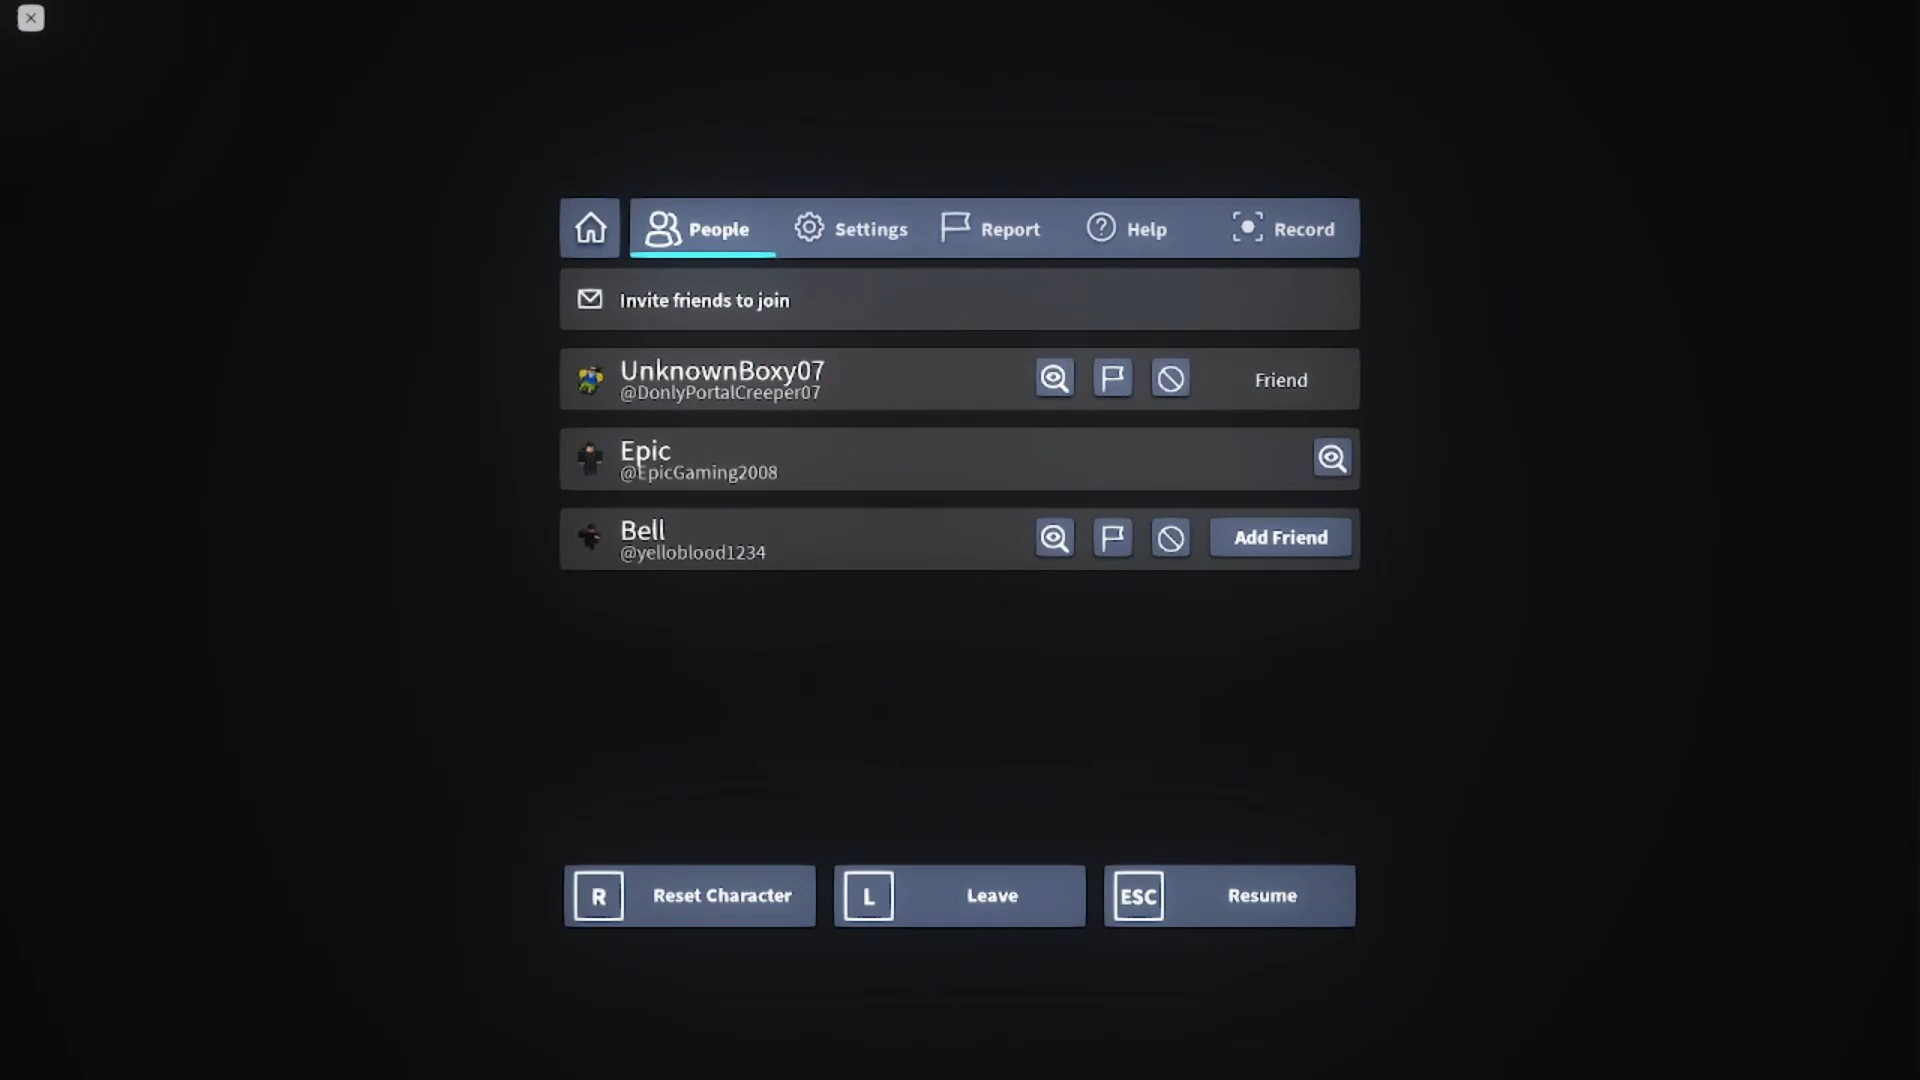 People Settings Report Help Record
Invite friends to join
UnknownBoxy07
@DonlyPortalCreeper07
Friend
Epic
@EpicGaming2008
Bell
@yelloblood1234
Add Friend
R Reset Character L Leave ESC Resume